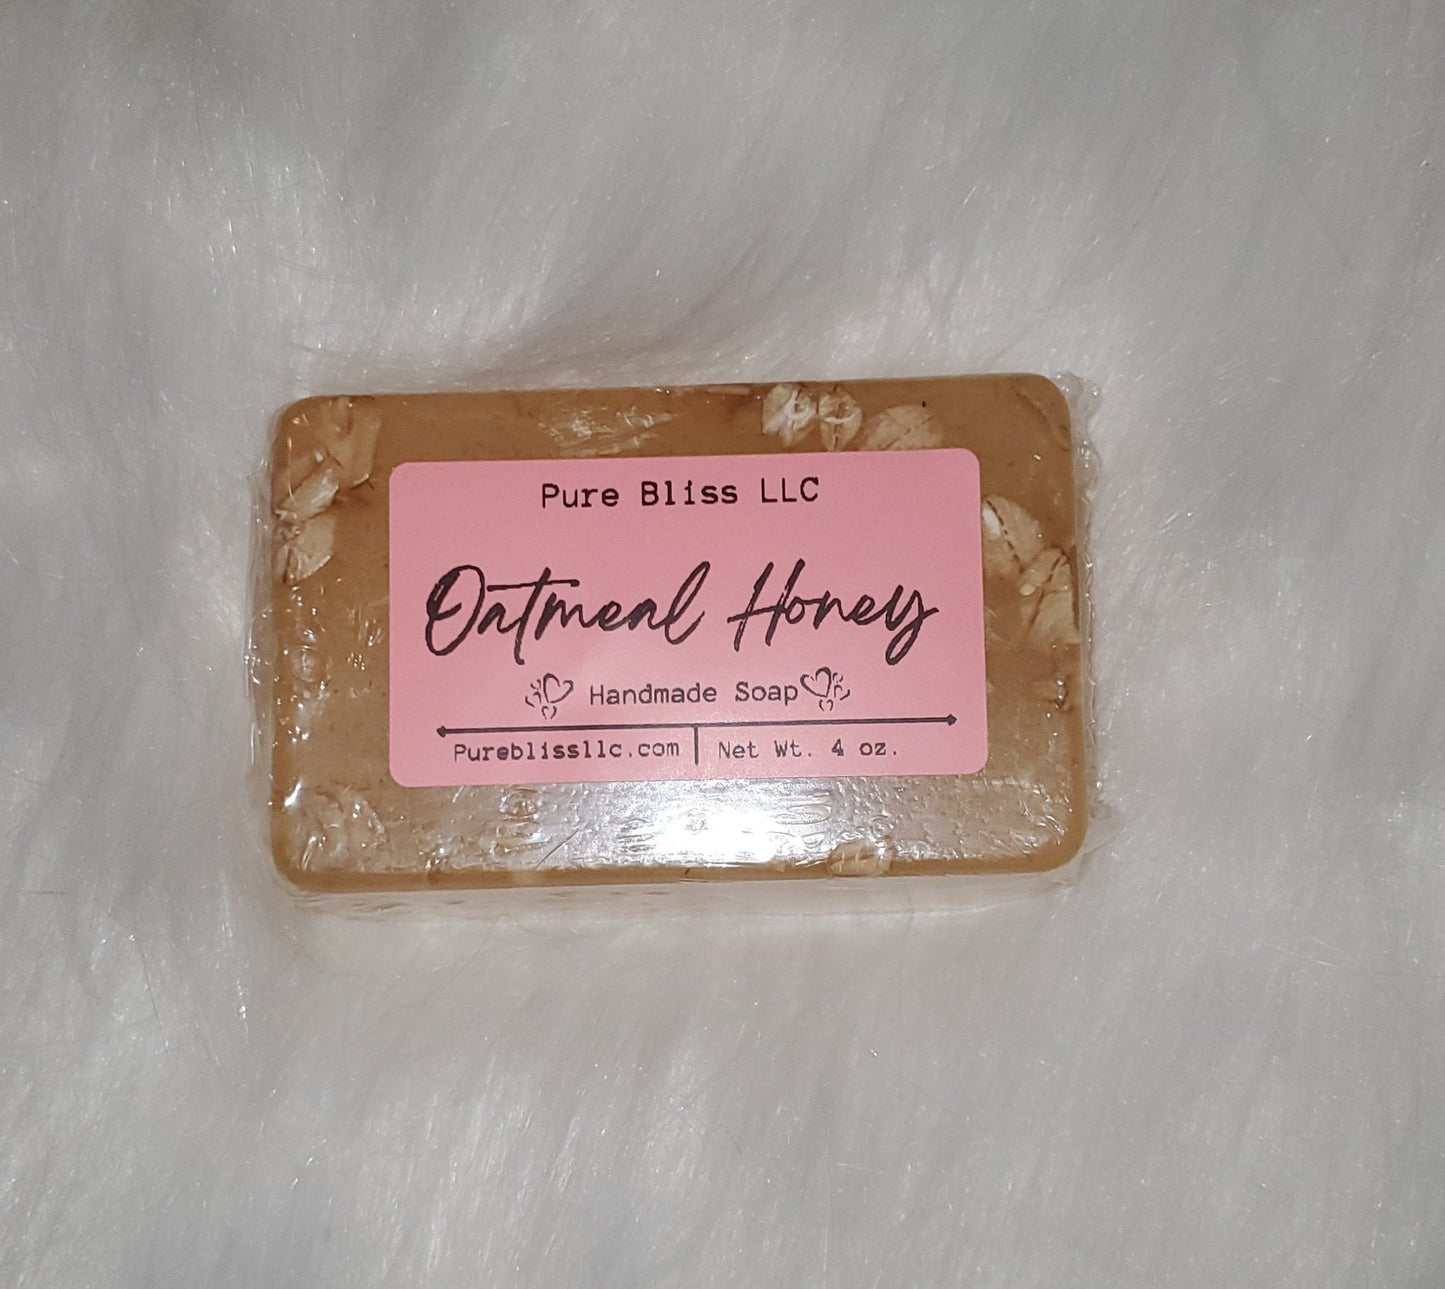 Pure Bliss LLC
Oatmeal Honey
Handmade Soap
Pureblissllc.com | Net Wt. 4 oz.